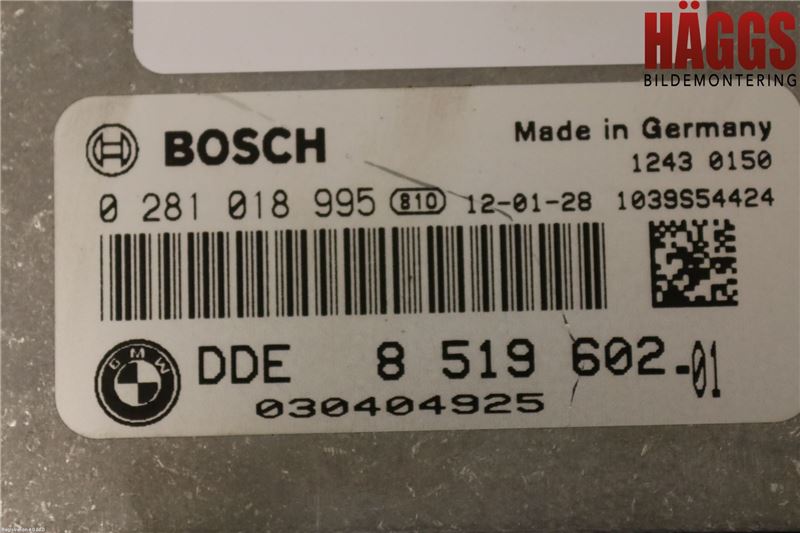 HÄGGS
BILDEMONTERING
BOSCH
Made in Germany
1243 0150
0 281 018 995 810 12-01-28 1039S54424
BMW
DDE 8 519 602-01
030404925